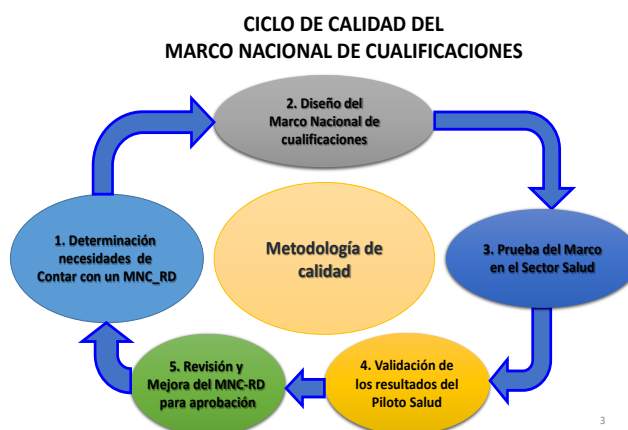 CICLO DE CALIDAD DEL
MARCO NACIONAL DE CUALIFICACIONES
2. Diseño del
Marco Nacional de
cualificaciones
1. Determinación
necesidades de
Contar con un MNC_RD
Metodología de
calidad
3. Prueba del Marco
en el Sector Salud
5. Revisión y
Mejora del MNC-RD
para aprobación
4. Validación de
los resultados del
Piloto Salud
3